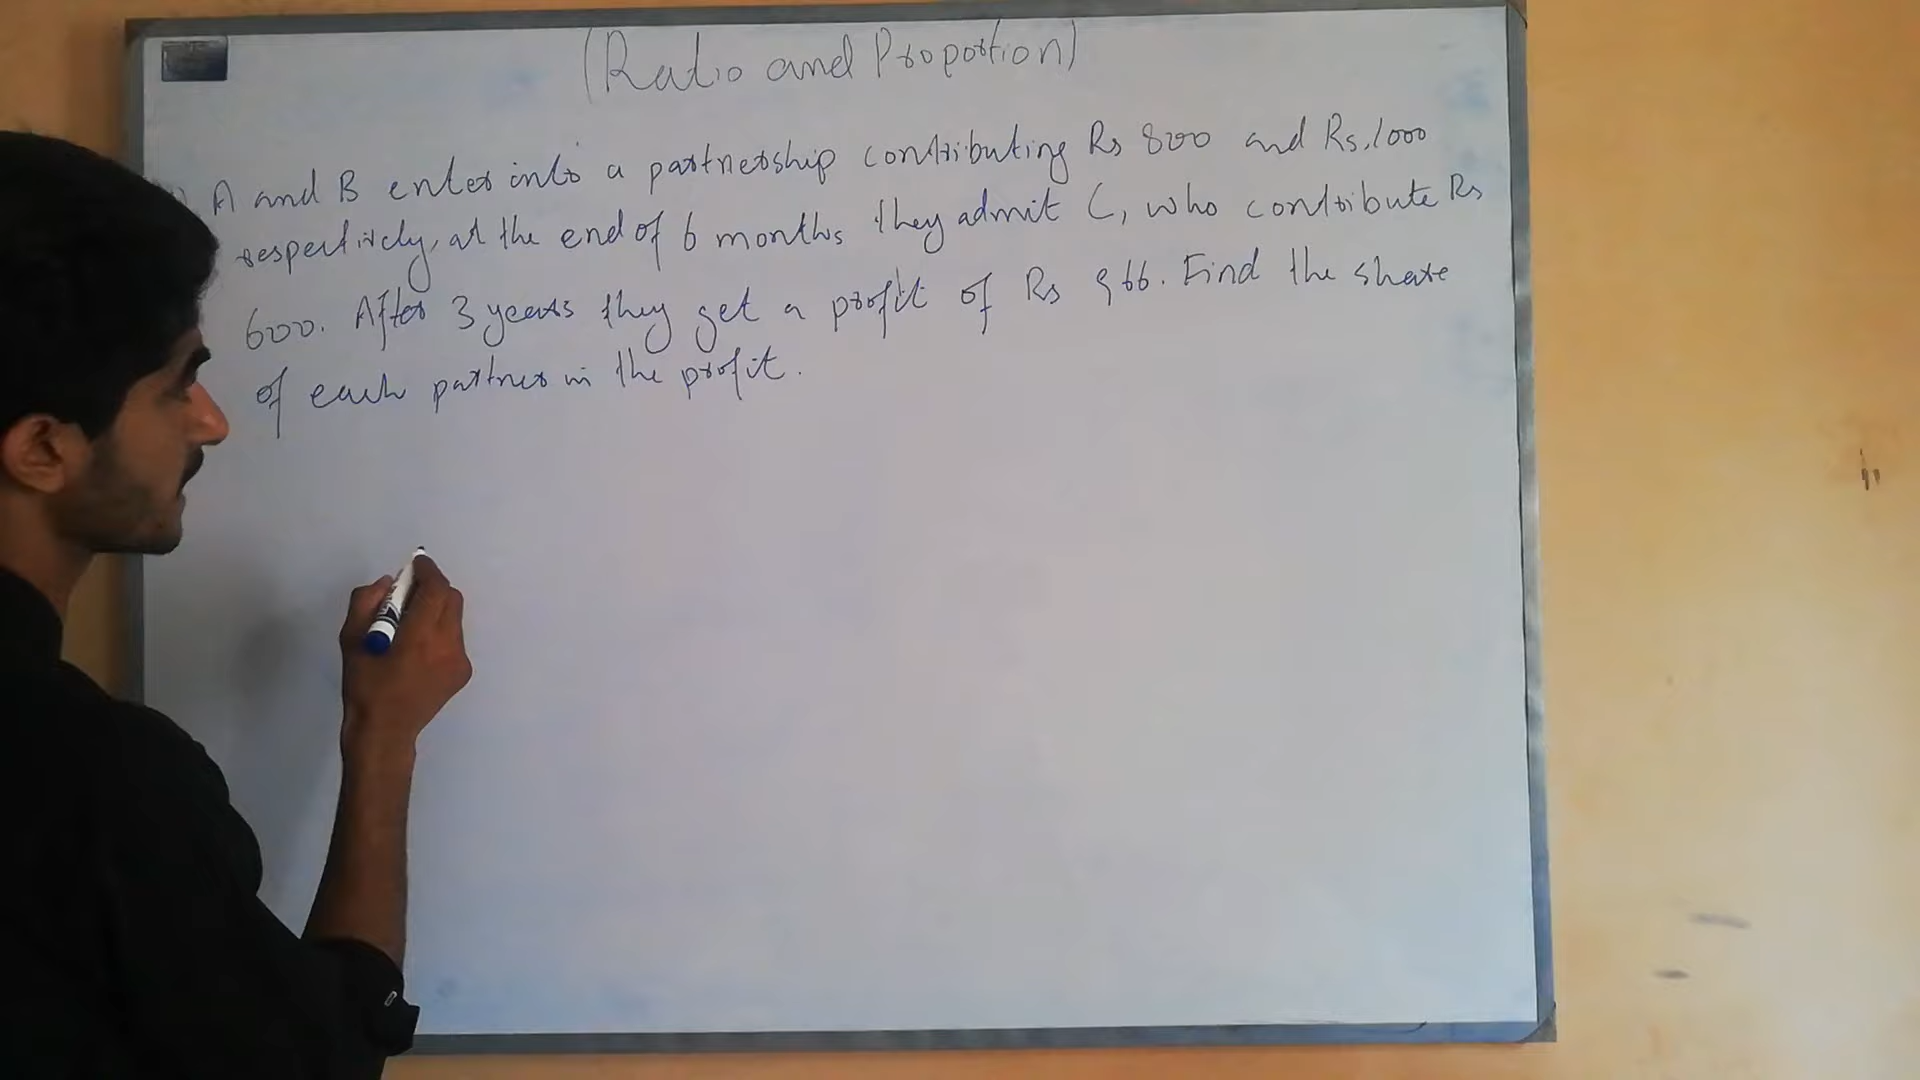 (Ratio and Proportion)
A and B enter into a partnership contributing Rs 800 and Rs.1000
respectively, at the end of 6 months they admit C, who contribute Rs
600. After 3 years they get a profit of Rs 966. Find the share
of each partner in the profit.